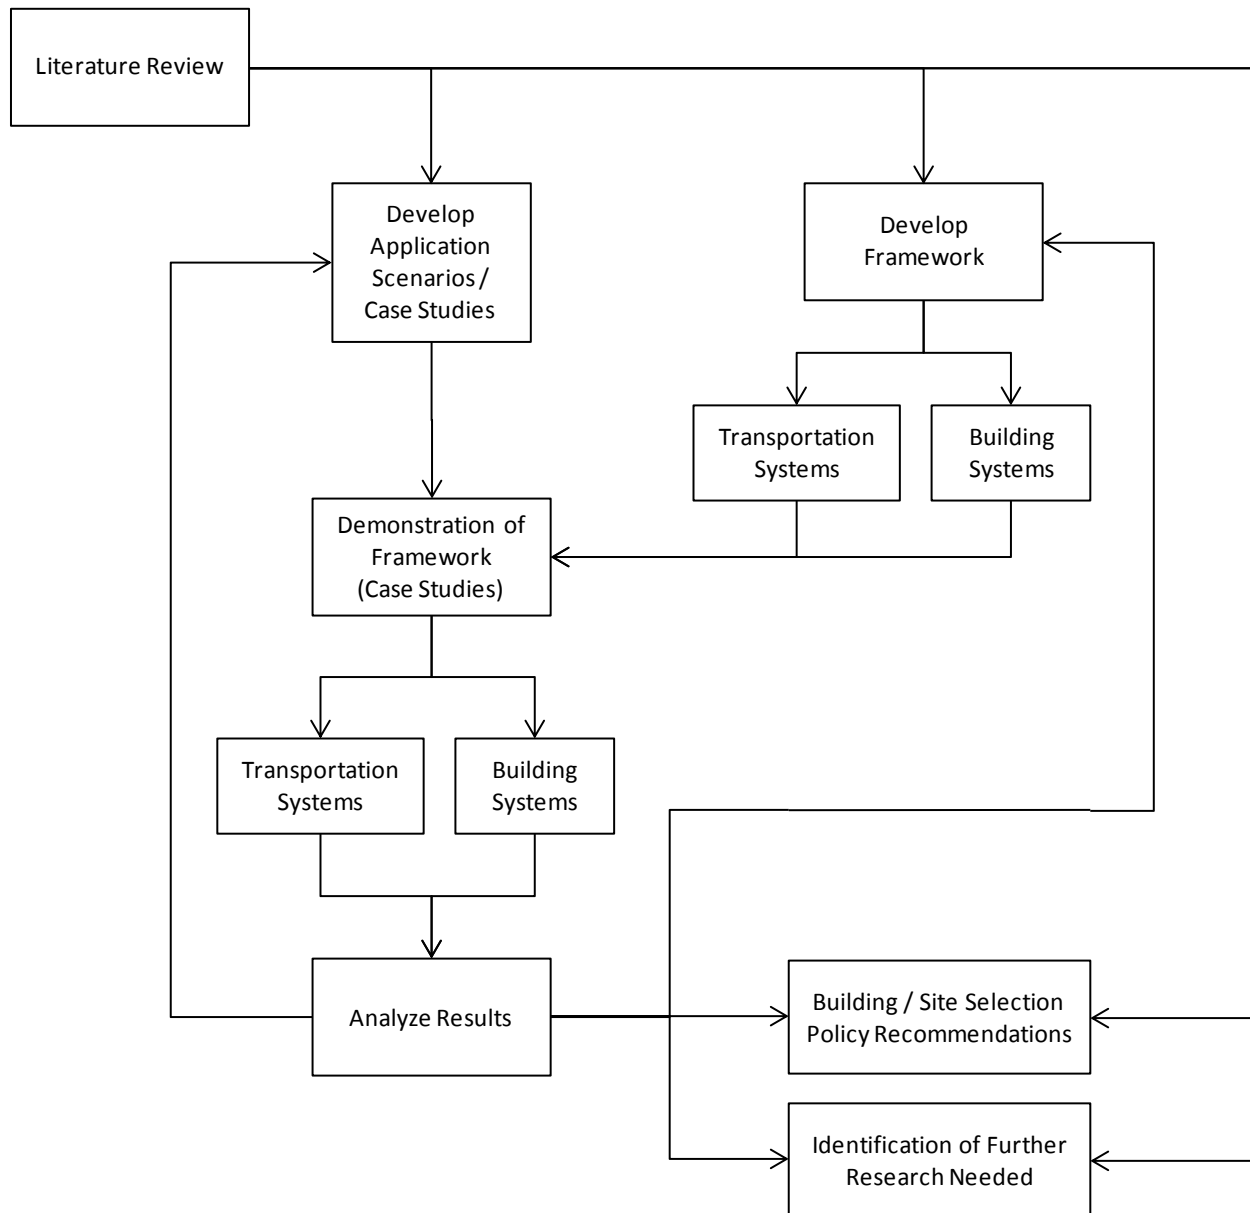 Literature Review
Develop
Application
Scenarios /
Case Studies
Develop
Framework
Transportation
Systems
Building
Systems
Demonstration of
Framework
(Case Studies)
Transportation
Systems
Building
Systems
Analyze Results
Building / Site Selection
Policy Recommendations
Identification of Further
Research Needed